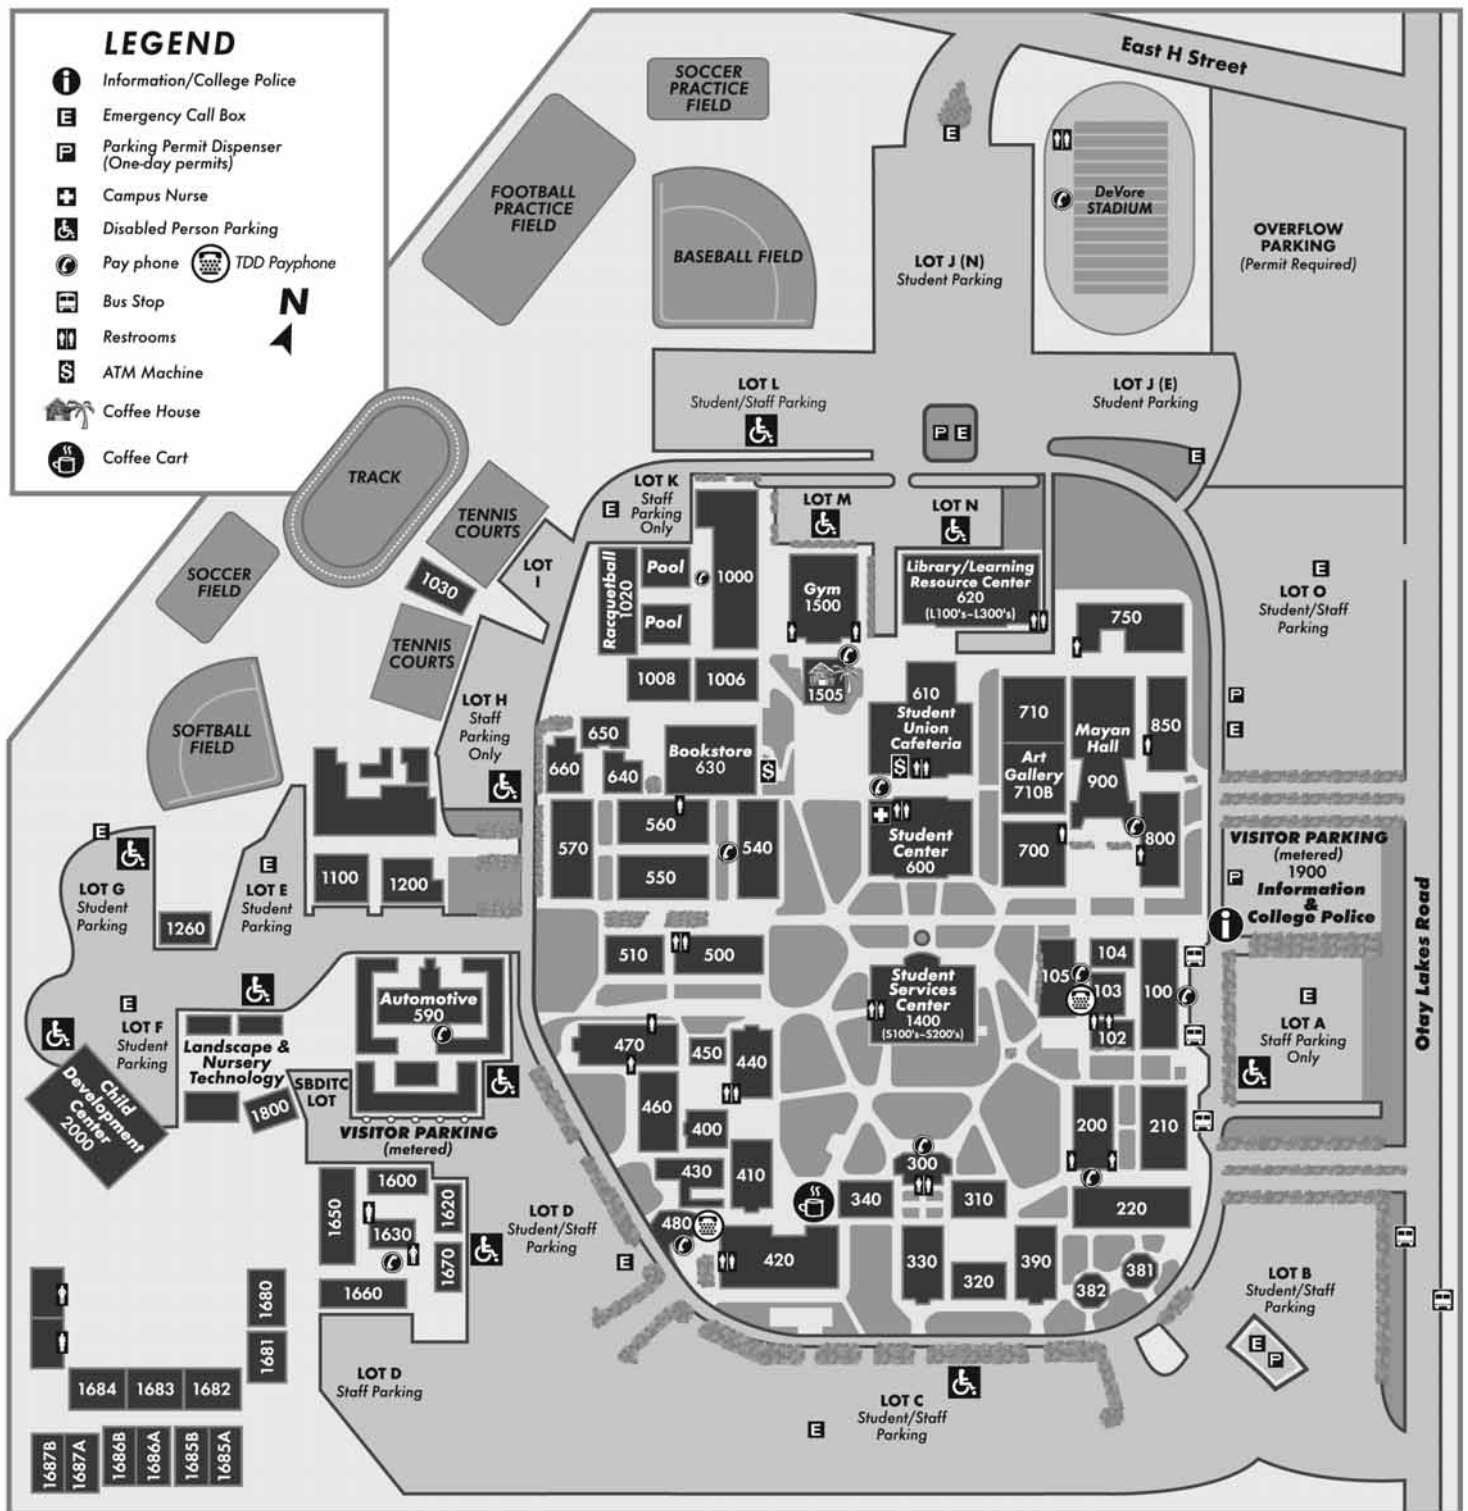 LEGEND
Information/College Police
E
Emergency Call Box
P
Parking Permit Dispenser
(One-day permits)
Campus Nurse
Disabled Person Parking
Pay phone
TDD Payphone
Bus Stop
N
Restrooms
$
ATM Machine
Coffee House
Coffee Cart
East H Street
SOCCER
PRACTICE
FIELD
FOOTBALL
PRACTICE
FIELD
BASEBALL FIELD
E
DeVore
STADIUM
LOT J (N)
Student Parking
OVERFLOW
PARKING
(Permit Required)
LOT L
Student/Staff Parking
LOT J (E)
Student Parking
P E
E
TRACK
TENNIS
COURTS
SOCCER
FIELD
1030
LOT
I
TENNIS
COURTS
SOFTBALL
FIELD
LOT K
Staff
Parking
Only
E
LOT M
LOT N
Racquetball
1020
Pool
Pool
1000
Gym
1500
Library/Learning
Resource Center
620
(L100's–L300's)
750
E
LOT O
Student/Staff
Parking
1008
1006
1505
LOT H
Staff
Parking
Only
610
Student
Union
Cafeteria
$
710
Art
Gallery
710B
Mayan
Hall
900
850
P
E
650
660
640
Bookstore
630
$
570
560
550
540
Student
Center
600
700
800
VISITOR PARKING
(metered)
1900
Information
&
College Police
P
i
Otay Lakes Road
E
LOT G
Student
Parking
E
LOT E
Student
Parking
1100
1200
1260
510
500
Student
Services
Center
1400
(S100's–S200's)
105
104
103
102
100
E
LOT A
Staff Parking
Only
E
LOT F
Student
Parking
Child
Development
Center
2000
Landscape &
Nursery
Technology
1800
SBDITC
LOT
Automotive
590
VISITOR PARKING
(metered)
470
450
440
460
400
430
410
480
420
200
210
220
300
340
310
330
320
390
381
382
1650
1600
1620
1630
1670
1660
LOT D
Student/Staff
Parking
E
LOT B
Student/Staff
Parking
E
P
1680
1681
1684
1683
1682
1687B
1687A
1686B
1686A
1685B
1685A
LOT D
Staff Parking
E
LOT C
Student/Staff
Parking